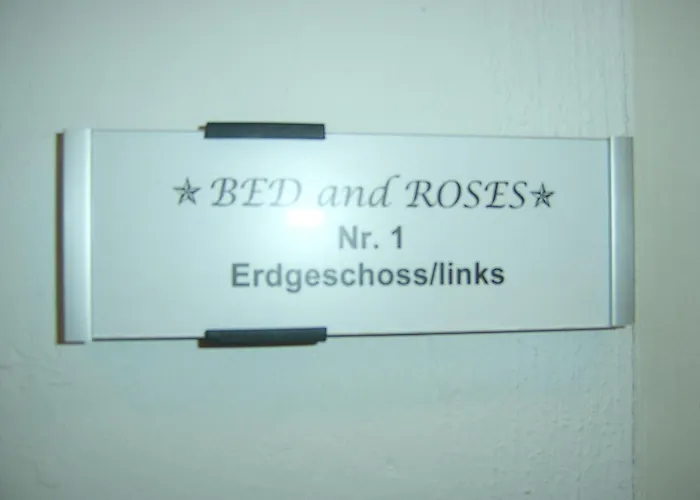 ★ BED and ROSES ★
Nr. 1
Erdgeschoss/links